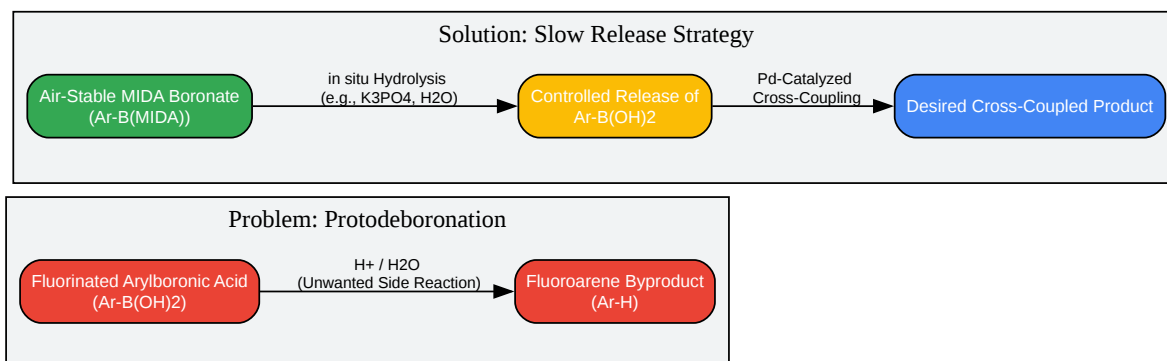 Solution: Slow Release Strategy
Air-Stable MIDA Boronate
(Ar-B(MIDA))
in situ Hydrolysis
(e.g., K3PO4, H2O)
Controlled Release of
Ar-B(OH)2
Pd-Catalyzed
Cross-Coupling
Desired Cross-Coupled Product
Problem: Protodeboronation
Fluorinated Arylboronic Acid
(Ar-B(OH)2)
H+ / H2O
(Unwanted Side Reaction)
Fluoroarene Byproduct
(Ar-H)